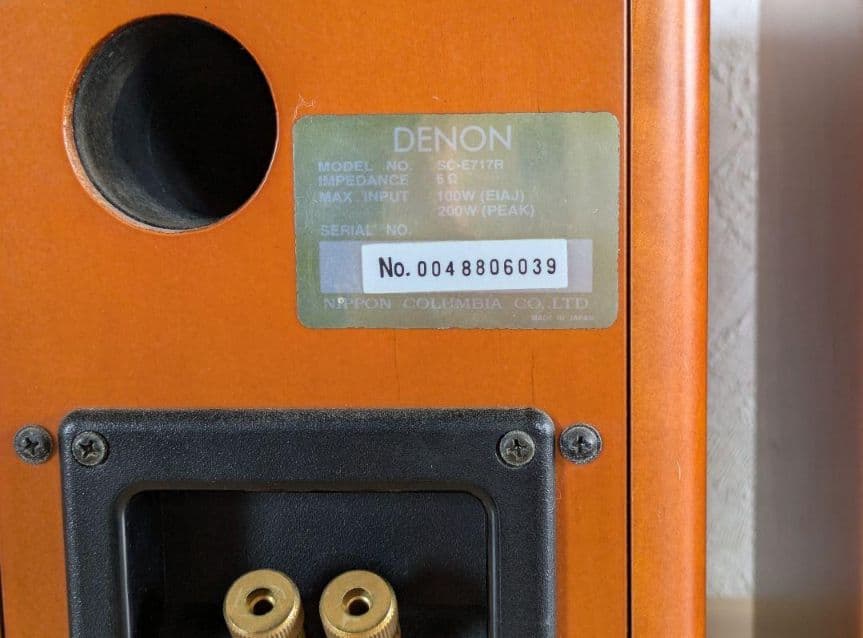 DENON
MODEL NO. SC-E717R
IMPEDANCE 6 Ω
MAX INPUT 100W (EIAJ)
200W (PEAK)
SERIAL NO.
No. 0048806039
NIPPON COLUMBIA CO., LTD
MADE IN JAPAN